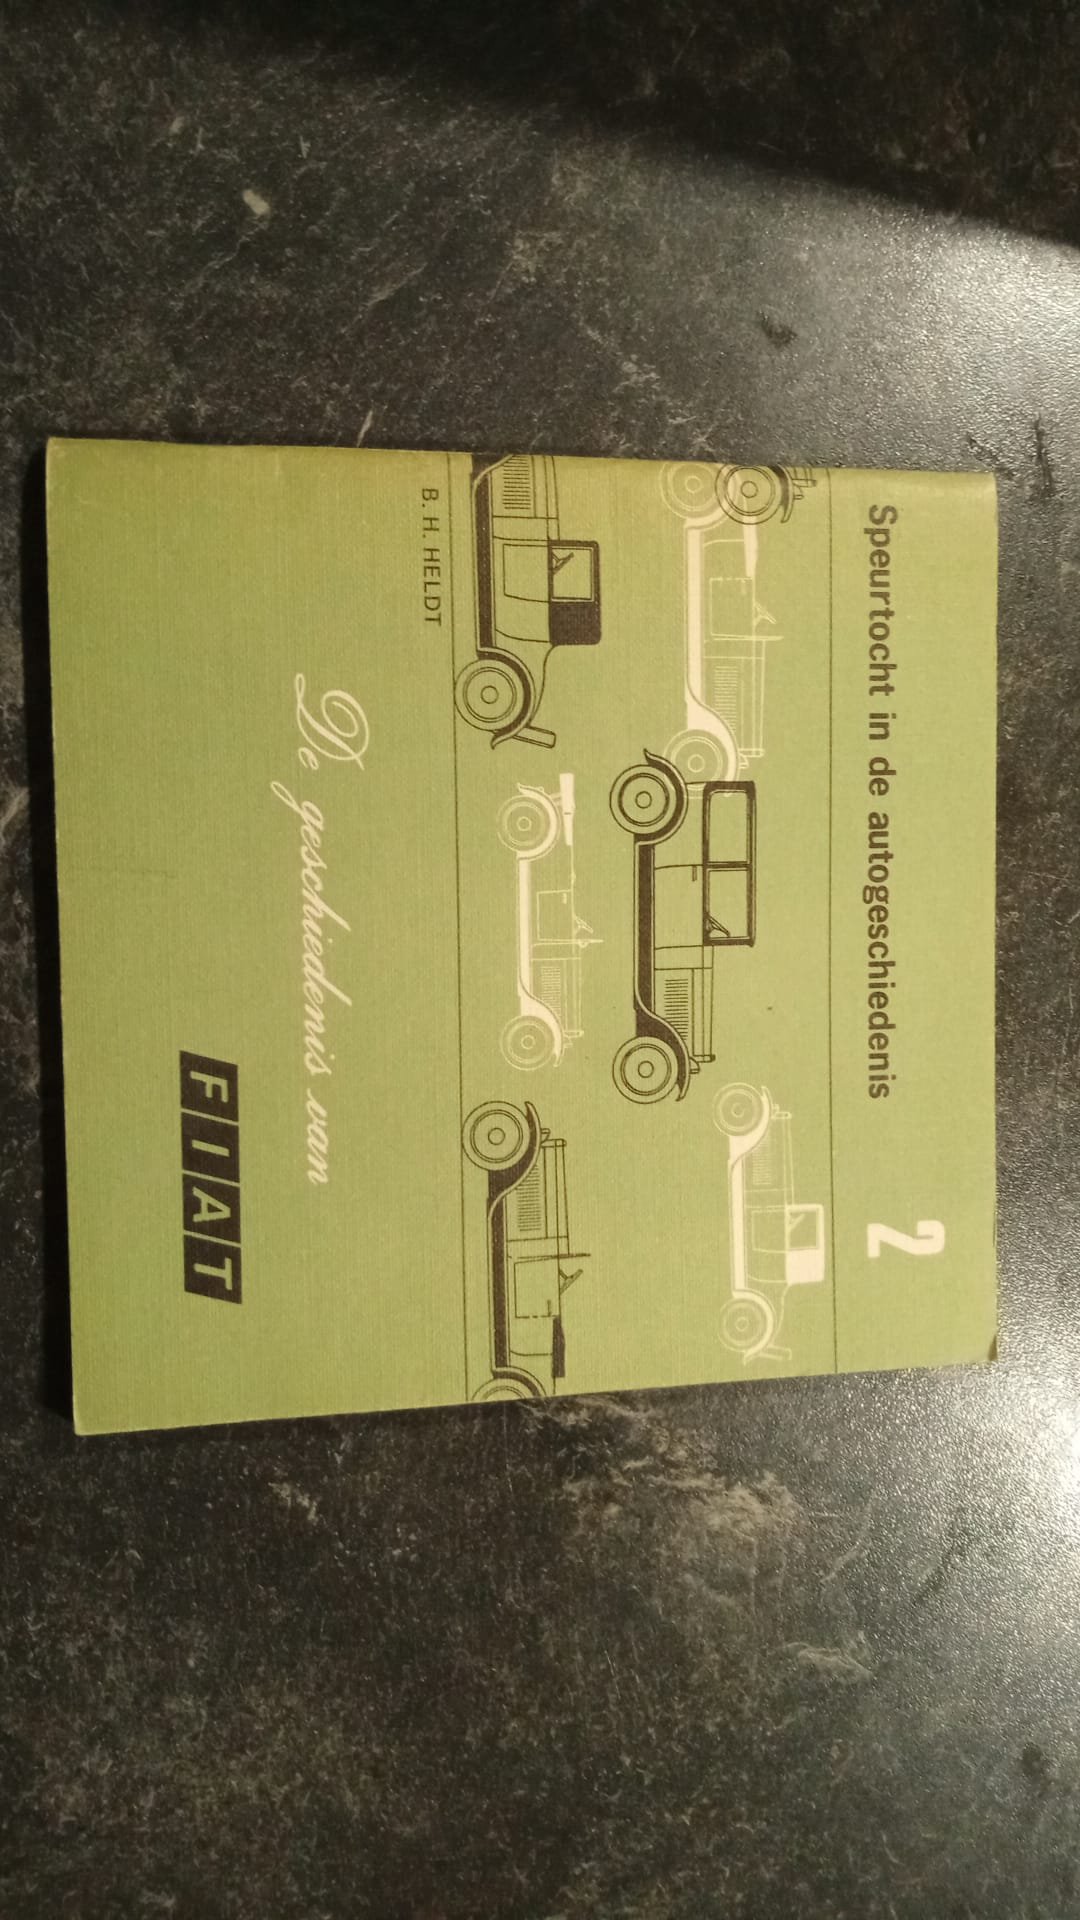 Speurtocht in de autogeschiedenis 2
B. H. HELDT
De geschiedenis van
FIAT